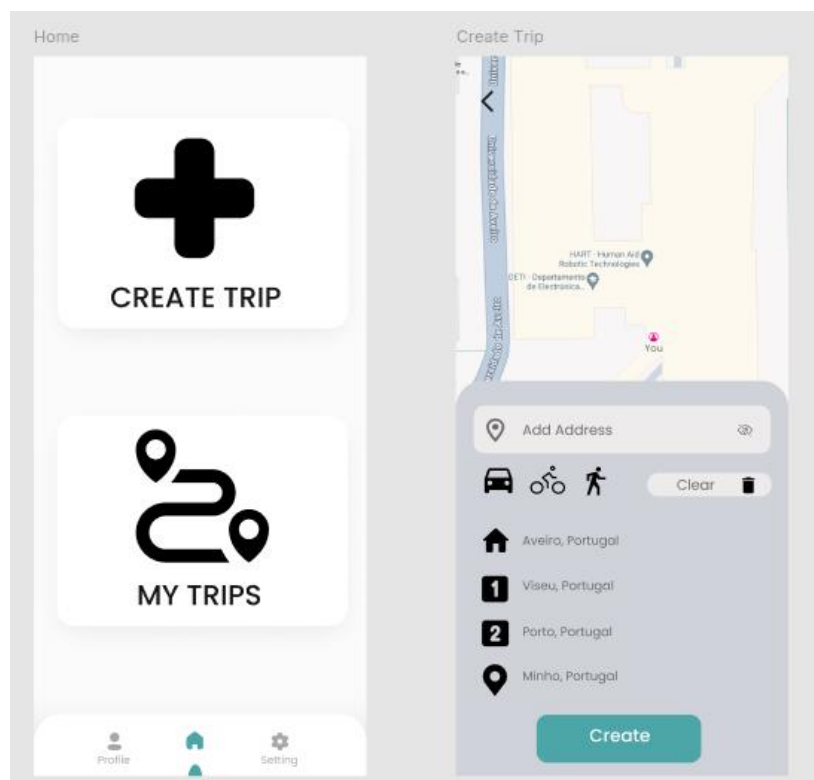 Home
Create Trip
CREATE TRIP
MY TRIPS
Profile
Setting
HART - Human Aid
Robotic Technologies
DETI - Departamento
de Electrónica...
You
Add Address
Clear
Aveiro, Portugal
1
Viseu, Portugal
2
Porto, Portugal
Minho, Portugal
Create